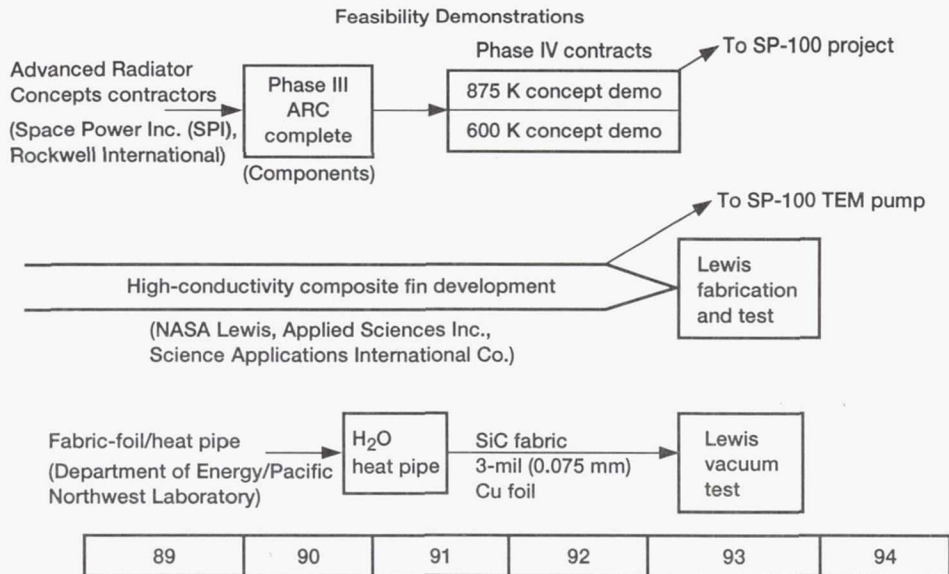 Feasibility Demonstrations
Phase IV contracts
To SP-100 project
Advanced Radiator
Concepts contractors
(Space Power Inc. (SPI),
Rockwell International)
Phase III
ARC
complete
(Components)
875 K concept demo
600 K concept demo
To SP-100 TEM pump
High-conductivity composite fin development
(NASA Lewis, Applied Sciences Inc.,
Science Applications International Co.)
Lewis
fabrication
and test
Fabric-foil/heat pipe
(Department of Energy/Pacific
Northwest Laboratory)
H₂O
heat pipe
SiC fabric
3-mil (0.075 mm)
Cu foil
Lewis
vacuum
test
89 90 91 92 93 94